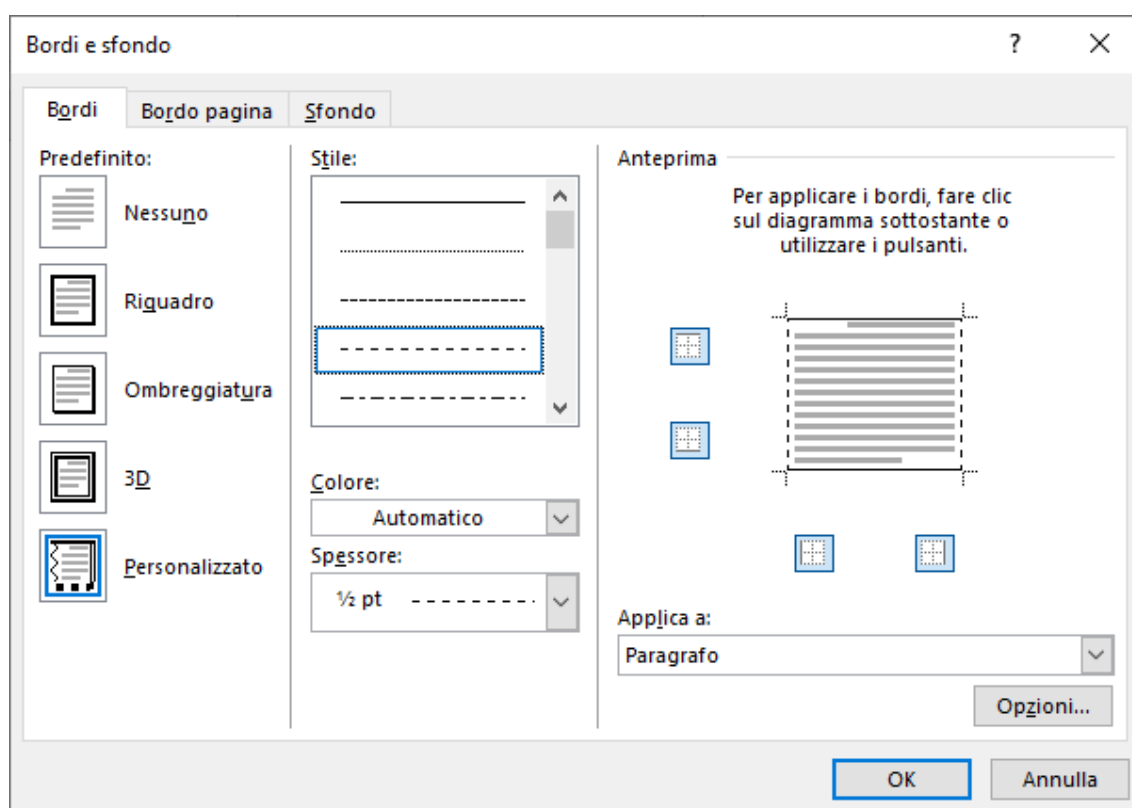 Bordi e sfondo
?
Bordi
Bordo pagina
Sfondo
Predefinito:
Nessuno
Riquadro
Ombreggiatura
3D
Personalizzato
Stile:
Colore:
Automatico
Spessore:
½ pt
Anteprima
Per applicare i bordi, fare clic
sul diagramma sottostante o
utilizzare i pulsanti.
Applica a:
Paragrafo
Opzioni...
OK
Annulla